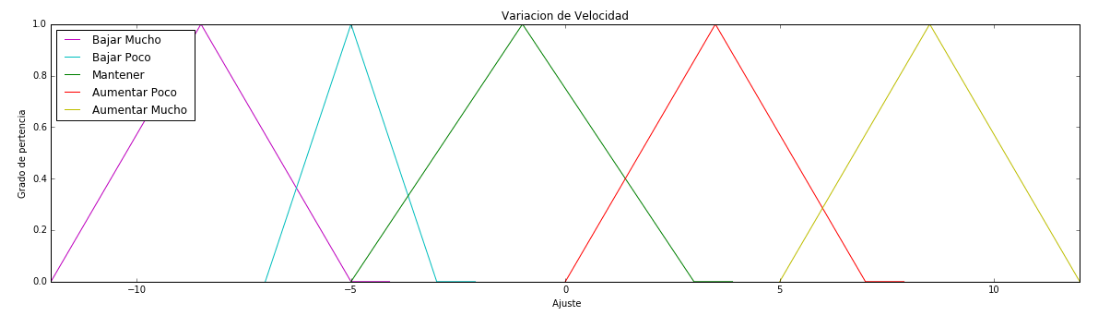 Variacion de Velocidad
1.0
0.8
0.6
0.4
0.2
0.0
Grado de pertencia
Bajar Mucho
Bajar Poco
Mantener
Aumentar Poco
Aumentar Mucho
−10
−5
0
5
10
Ajuste